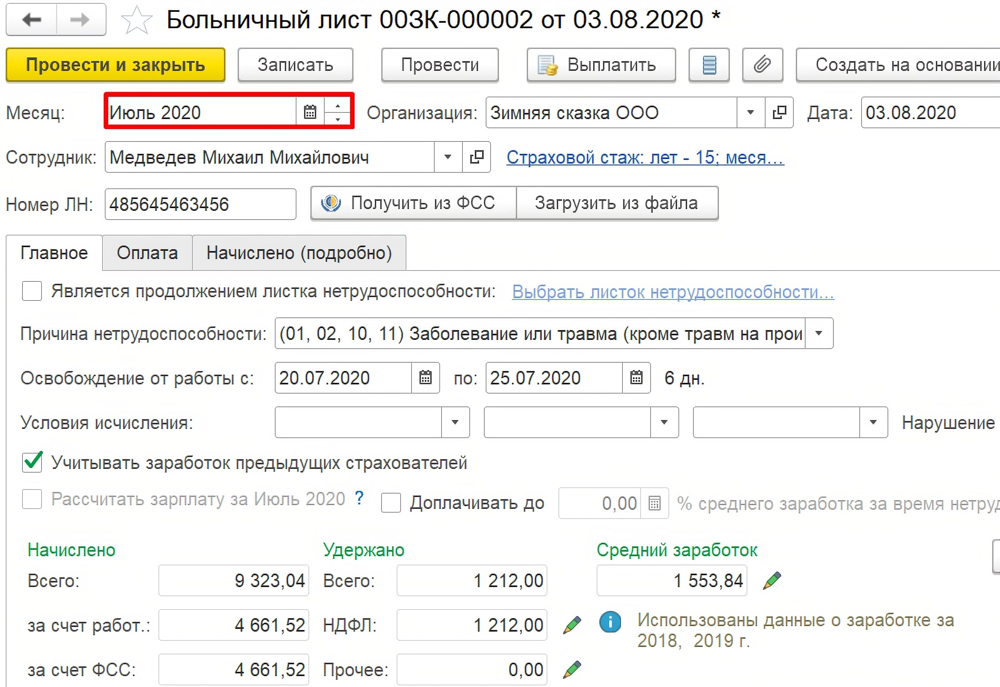 Больничный лист 00ЗК-000002 от 03.08.2020 *
Провести и закрыть Записать Провести Выплатить Создать на основании
Месяц: Июль 2020 Организация: Зимняя сказка ООО Дата: 03.08.2020
Сотрудник: Медведев Михаил Михайлович Страховой стаж: лет - 15; меся...
Номер ЛН: 485645463456 Получить из ФСС Загрузить из файла
Главное Оплата Начислено (подробно)
Является продолжением листка нетрудоспособности: Выбрать листок нетрудоспособности...
Причина нетрудоспособности: (01, 02, 10, 11) Заболевание или травма (кроме травм на прои
Освобождение от работы с: 20.07.2020 по: 25.07.2020 6 дн.
Условия исчисления: Нарушение
Учитывать заработок предыдущих страхователей
Рассчитать зарплату за Июль 2020 ? Доплачивать до 0,00 % среднего заработка за время нетруд
Начислено Удержано Средний заработок
Всего: 9 323,04 Всего: 1 212,00 1 553,84
за счет работ.: 4 661,52 НДФЛ: 1 212,00 Использованы данные о заработке за
2018, 2019 г.
за счет ФСС: 4 661,52 Прочее: 0,00